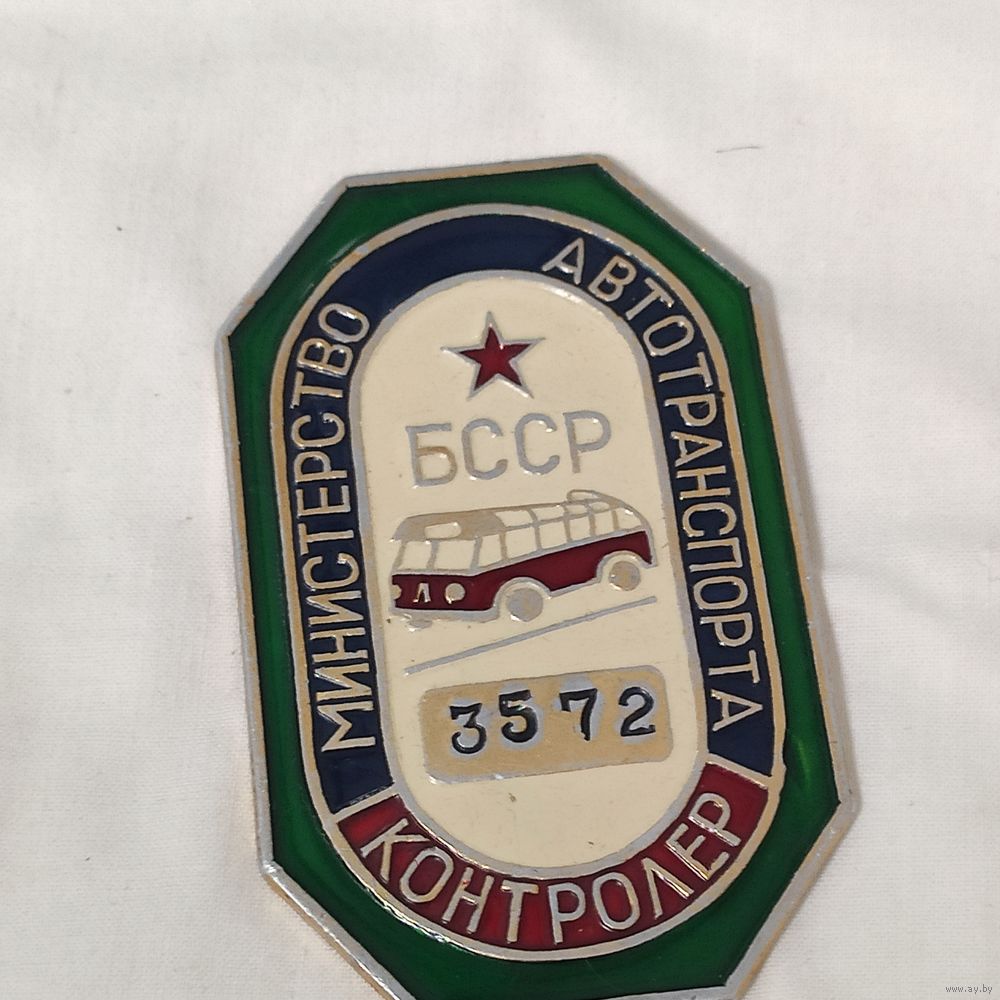 МИНИСТЕРСТВО АВТОТРАНСПОРТА
БССР
Л
3572
КОНТРОЛЕР
www.ay.by